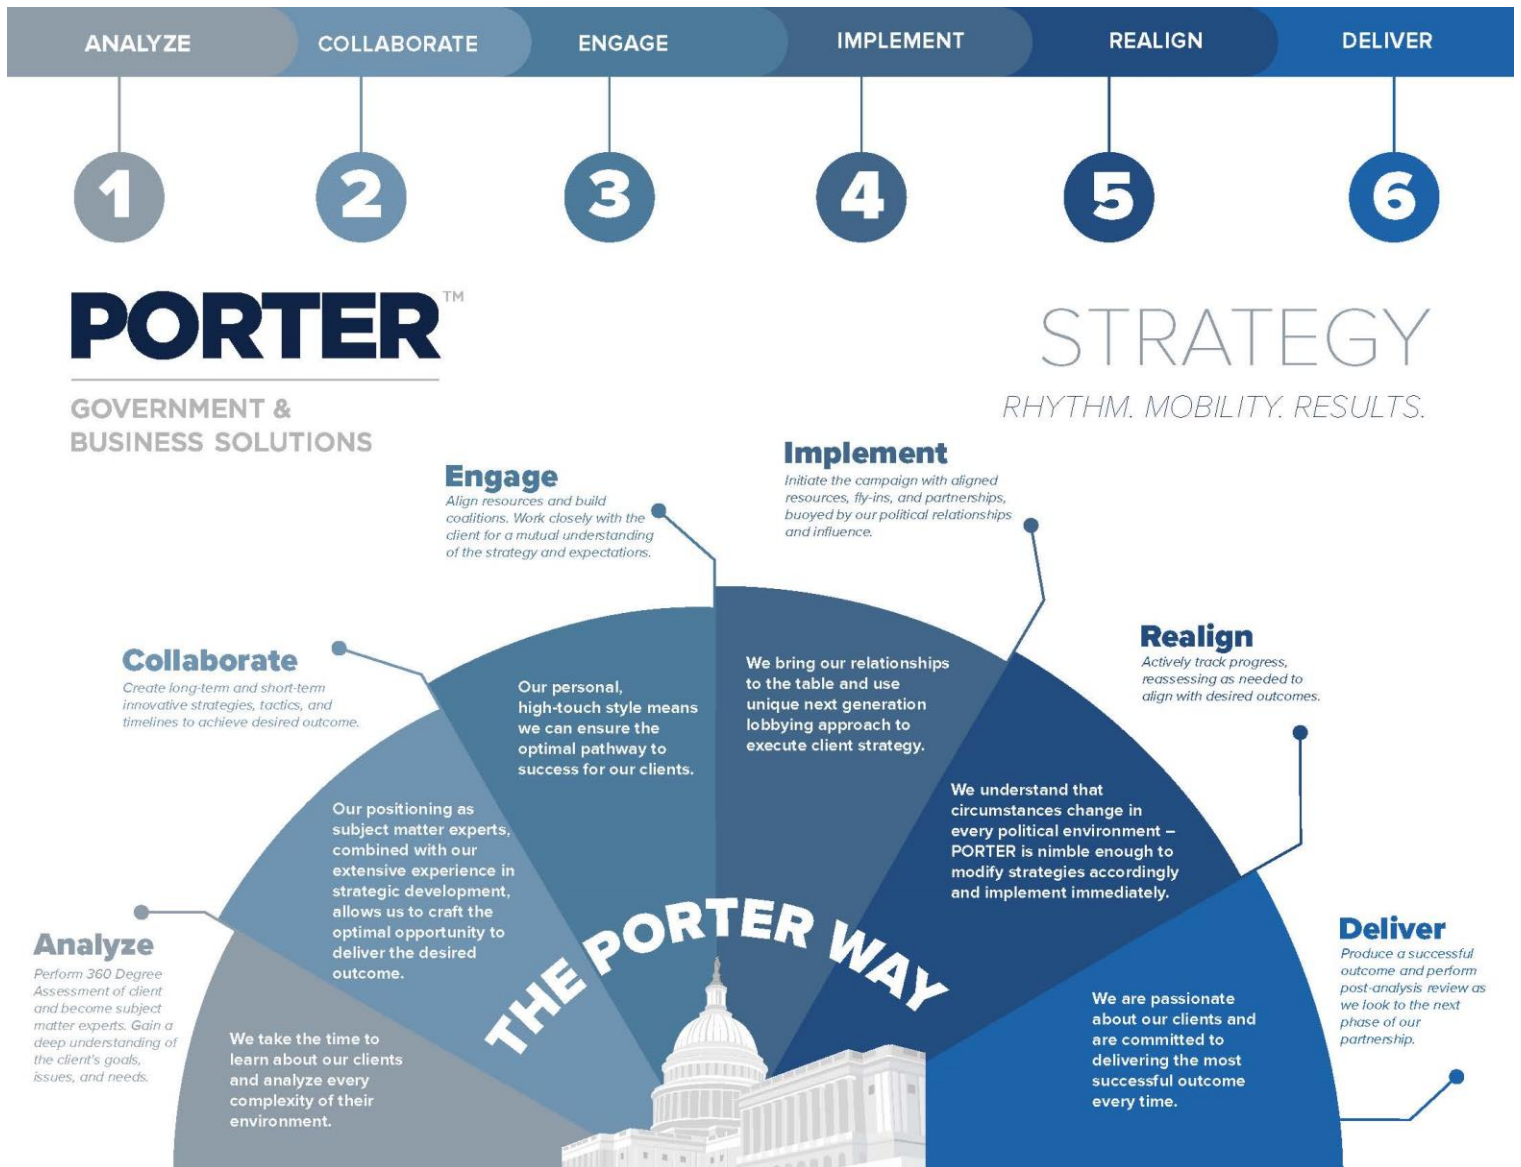 ANALYZE
COLLABORATE
ENGAGE
IMPLEMENT
REALIGN
DELIVER
1
2
3
4
5
6
PORTER™
GOVERNMENT &
BUSINESS SOLUTIONS
STRATEGY
RHYTHM. MOBILITY. RESULTS.
Analyze
Perform 360 Degree
Assessment of client
and become subject
matter experts. Gain a
deep understanding of
the client's goals,
issues, and needs.
We take the time to
learn about our clients
and analyze every
complexity of their
environment.
Collaborate
Create long-term and short-term
innovative strategies, tactics, and
timelines to achieve desired outcome.
Our positioning as
subject matter experts,
combined with our
extensive experience in
strategic development,
allows us to craft the
optimal opportunity to
deliver the desired
outcome.
Engage
Align resources and build
coalitions. Work closely with the
client for a mutual understanding
of the strategy and expectations.
Our personal,
high-touch style means
we can ensure the
optimal pathway to
success for our clients.
Implement
Initiate the campaign with aligned
resources, fly-ins, and partnerships,
buoyed by our political relationships
and influence.
We bring our relationships
to the table and use
unique next generation
lobbying approach to
execute client strategy.
Realign
Actively track progress,
reassessing as needed to
align with desired outcomes.
We understand that
circumstances change in
every political environment –
PORTER is nimble enough to
modify strategies accordingly
and implement immediately.
Deliver
Produce a successful
outcome and perform
post-analysis review as
we look to the next
phase of our
partnership.
We are passionate
about our clients and
are committed to
delivering the most
successful outcome
every time.
THE PORTER WAY